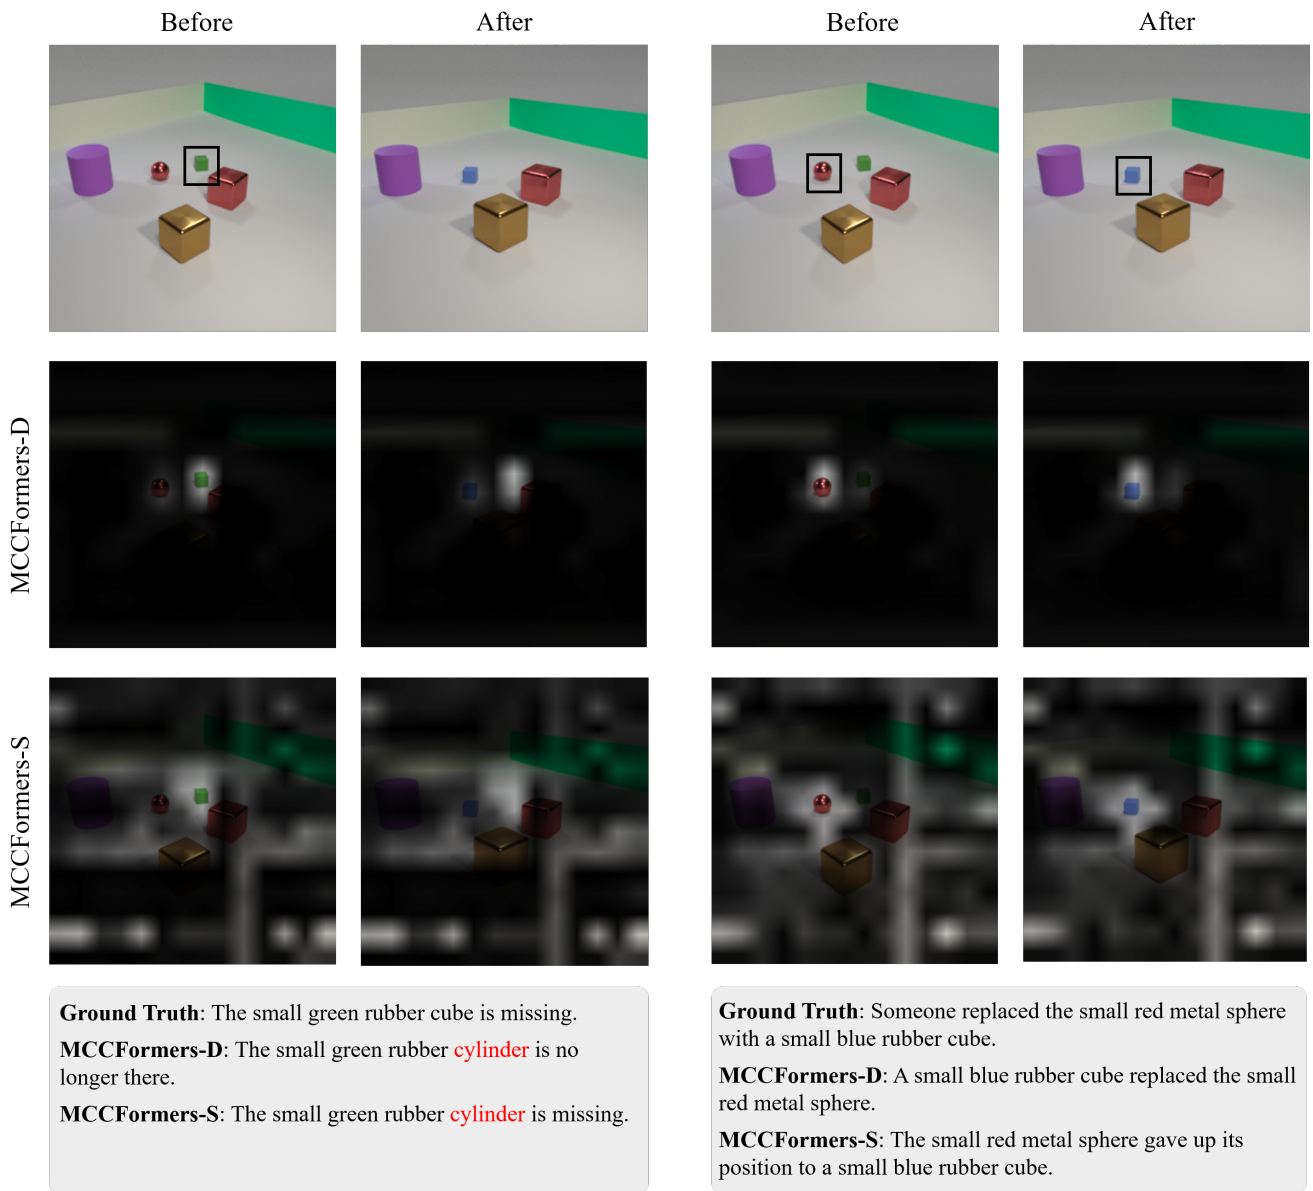 Before
After
Before
After
MCCFormers-D
MCCFormers-S
Ground Truth: The small green rubber cube is missing.
MCCFormers-D: The small green rubber cylinder is no
longer there.
MCCFormers-S: The small green rubber cylinder is missing.
Ground Truth: Someone replaced the small red metal sphere
with a small blue rubber cube.
MCCFormers-D: A small blue rubber cube replaced the small
red metal sphere.
MCCFormers-S: The small red metal sphere gave up its
position to a small blue rubber cube.